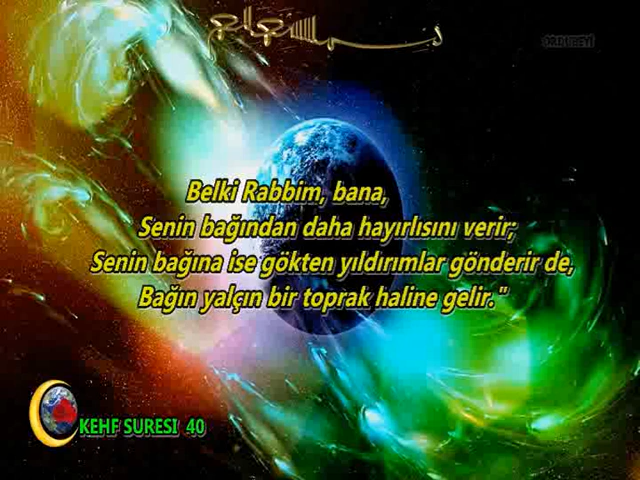 Belki Rabbim, bana,
Senin bağından daha hayırlısını verir;
Senin bağına ise gökten yıldırımlar gönderir de,
Bağın yalçın bir toprak haline gelir."
KEHF SURESI 40